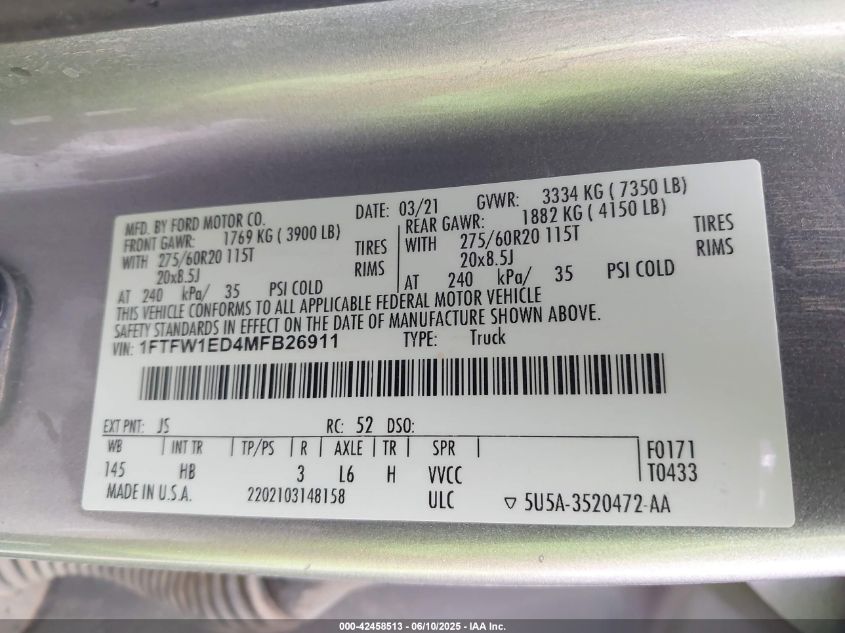 MFD. BY FORD MOTOR CO. DATE: 03/21 GVWR: 3334 KG ( 7350 LB)
FRONT GAWR: 1769 KG ( 3900 LB) REAR GAWR: 1882 KG ( 4150 LB)
WITH 275/60R20 115T TIRES WITH 275/60R20 115T TIRES
20x8.5J RIMS 20x8.5J RIMS
AT 240 kPa/ 35 PSI COLD AT 240 kPa/ 35 PSI COLD
THIS VEHICLE CONFORMS TO ALL APPLICABLE FEDERAL MOTOR VEHICLE
SAFETY STANDARDS IN EFFECT ON THE DATE OF MANUFACTURE SHOWN ABOVE.
VIN: 1FTFW1ED4MFB26911 TYPE: Truck
EXT PNT: JS RC: 52 DSO:
WB INT TR TP/PS R AXLE TR SPR F0171
145 HB 3 L6 H VVCC T0433
MADE IN U.S.A. 2202103148158 ULC ▽ 5U5A-3520472-AA
000-42458513 - 06/10/2025 - IAA Inc.